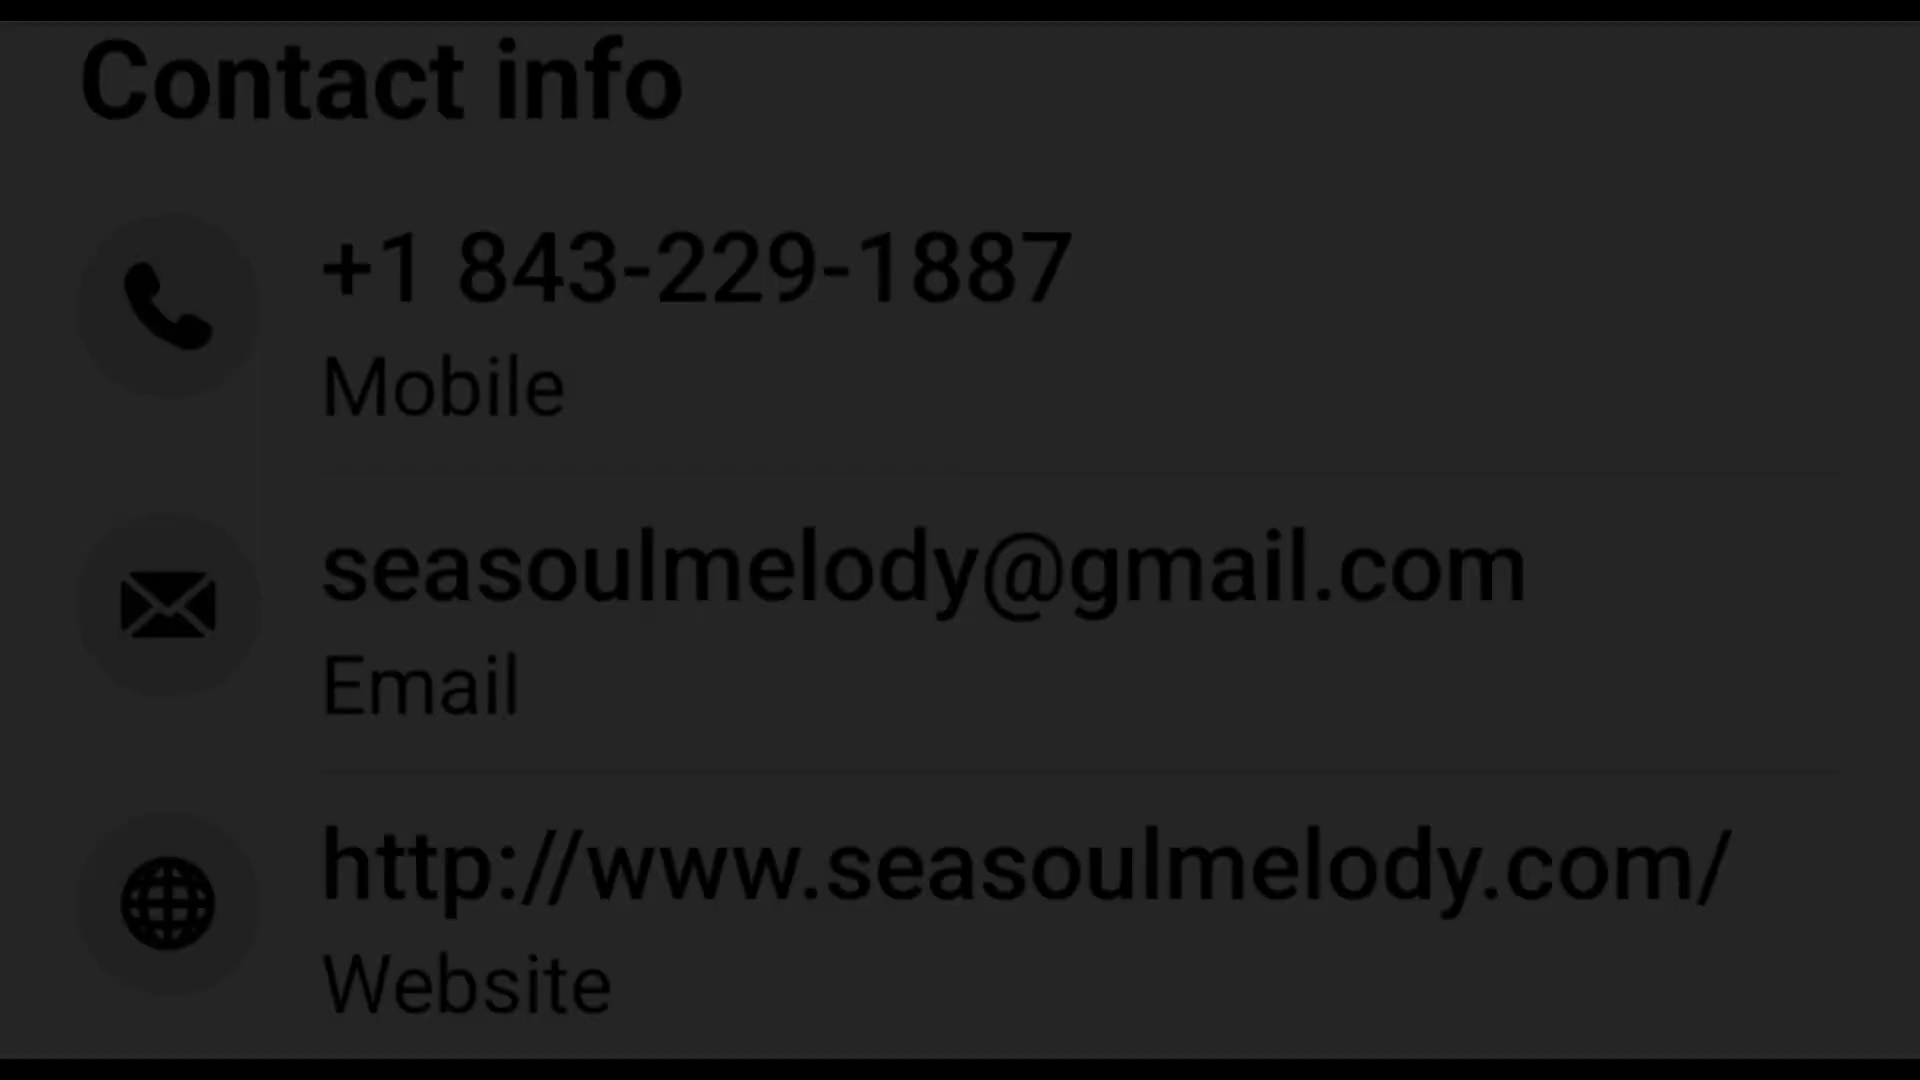 Contact info
+1 843-229-1887
Mobile
seasoulmelody@gmail.com
Email
http://www.seasoulmelody.com/
Website